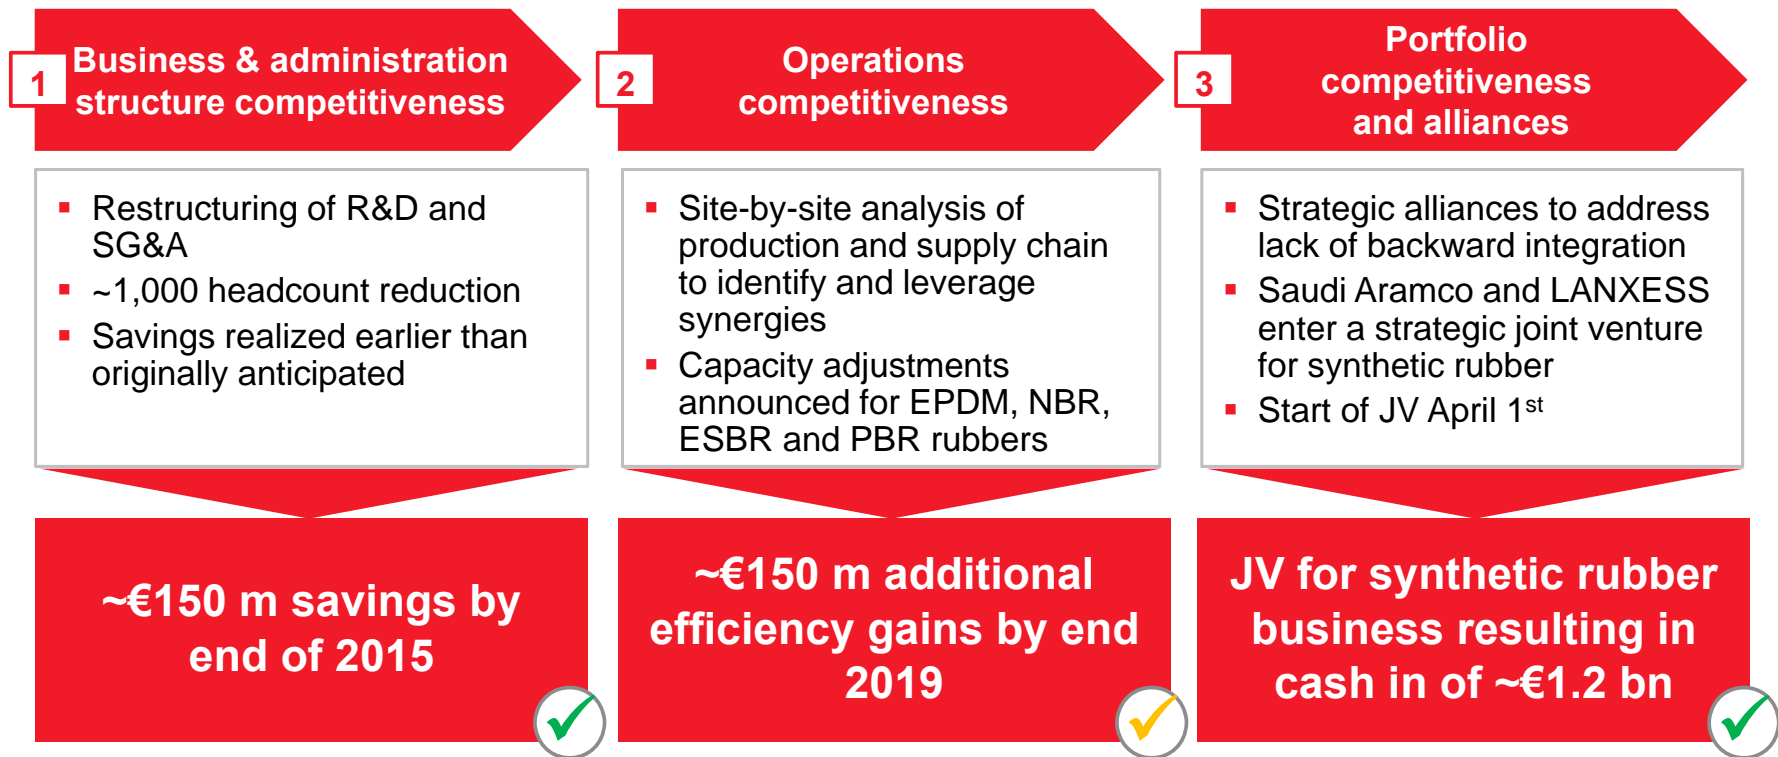 1
Business & administration
structure competitiveness
▪ Restructuring of R&D and
SG&A
▪ ~1,000 headcount reduction
▪ Savings realized earlier than
originally anticipated
~€150 m savings by
end of 2015
2
Operations
competitiveness
▪ Site-by-site analysis of
production and supply chain
to identify and leverage
synergies
▪ Capacity adjustments
announced for EPDM, NBR,
ESBR and PBR rubbers
~€150 m additional
efficiency gains by end
2019
3
Portfolio
competitiveness
and alliances
▪ Strategic alliances to address
lack of backward integration
▪ Saudi Aramco and LANXESS
enter a strategic joint venture
for synthetic rubber
▪ Start of JV April 1st
JV for synthetic rubber
business resulting in
cash in of ~€1.2 bn